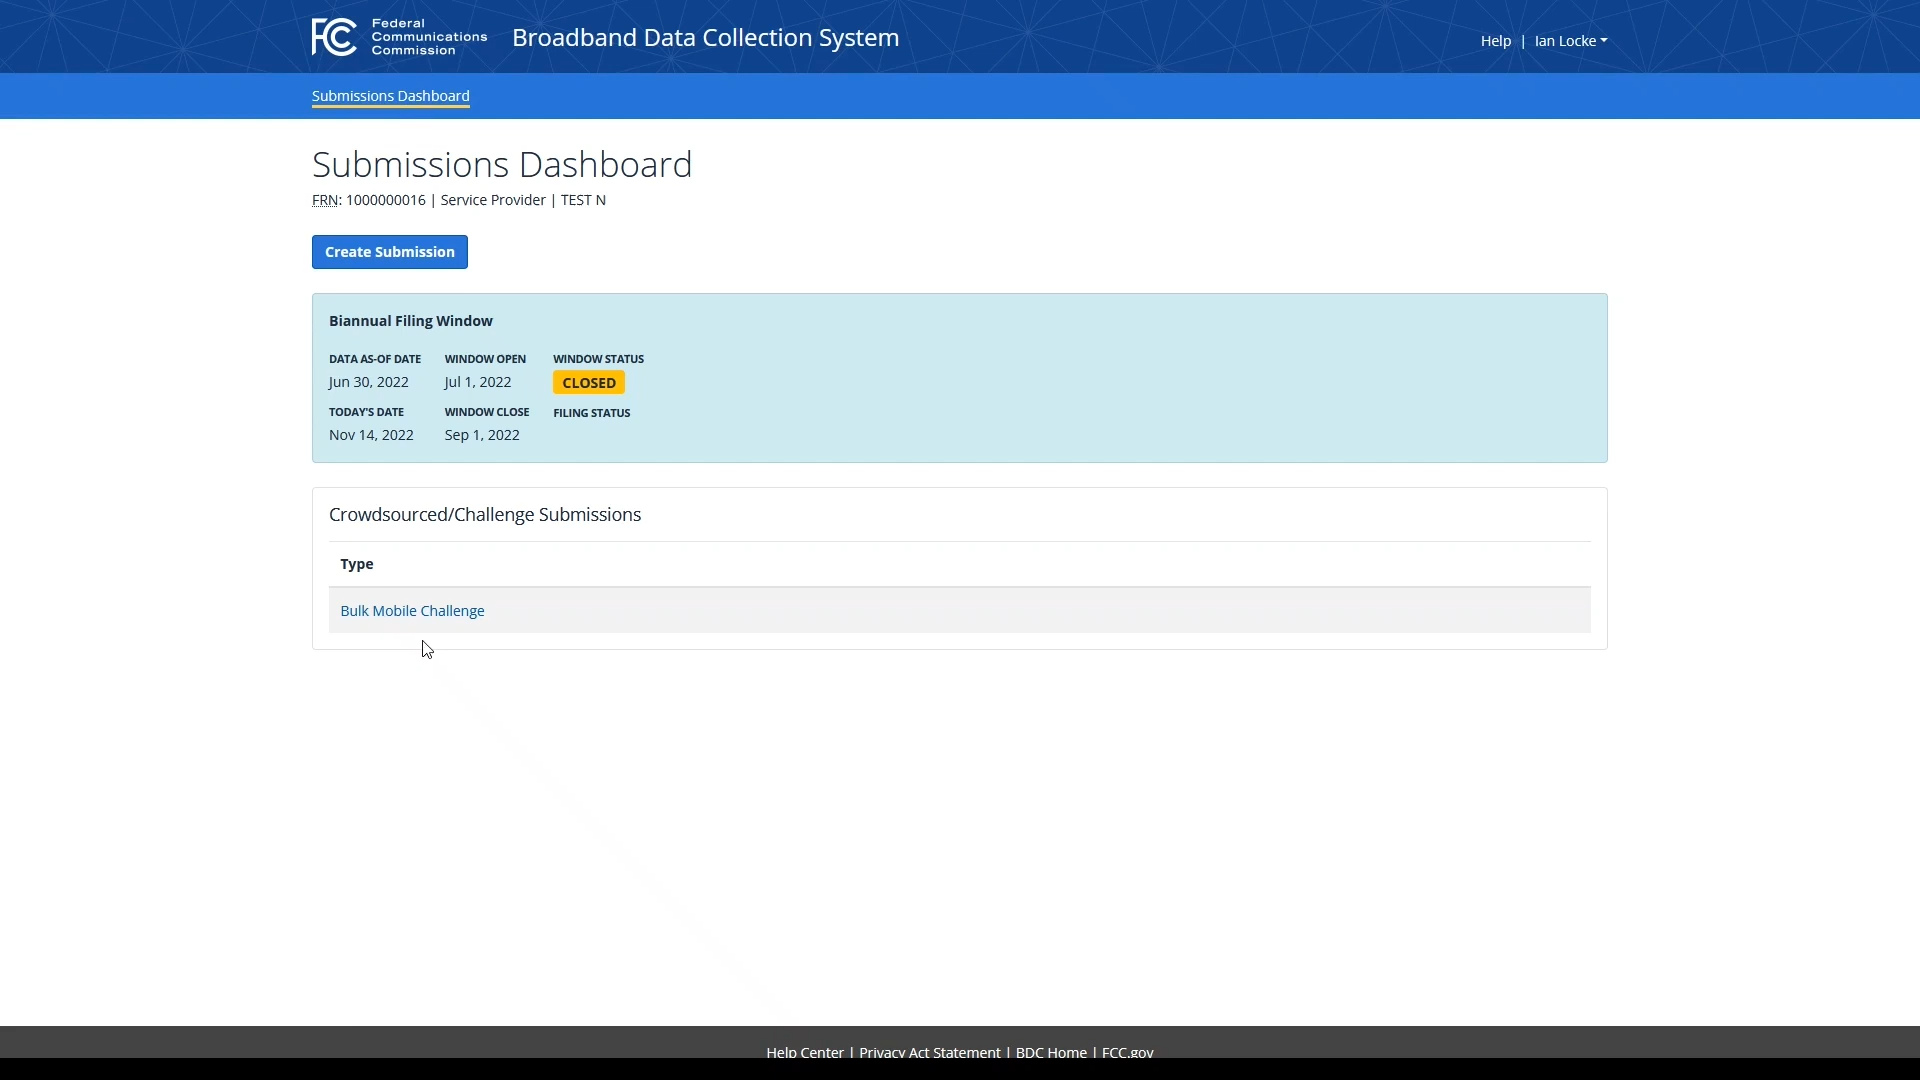 Federal
Communications
Commission
Broadband Data Collection System
Help | Ian Locke
Submissions Dashboard
Submissions Dashboard
FRN: 1000000016 | Service Provider | TEST N
Create Submission
Biannual Filing Window
DATA AS-OF DATE WINDOW OPEN WINDOW STATUS
Jun 30, 2022 Jul 1, 2022 CLOSED
TODAY'S DATE WINDOW CLOSE FILING STATUS
Nov 14, 2022 Sep 1, 2022
Crowdsourced/Challenge Submissions
Type
Bulk Mobile Challenge
Help Center | Privacy Act Statement | BDC Home | FCC.gov